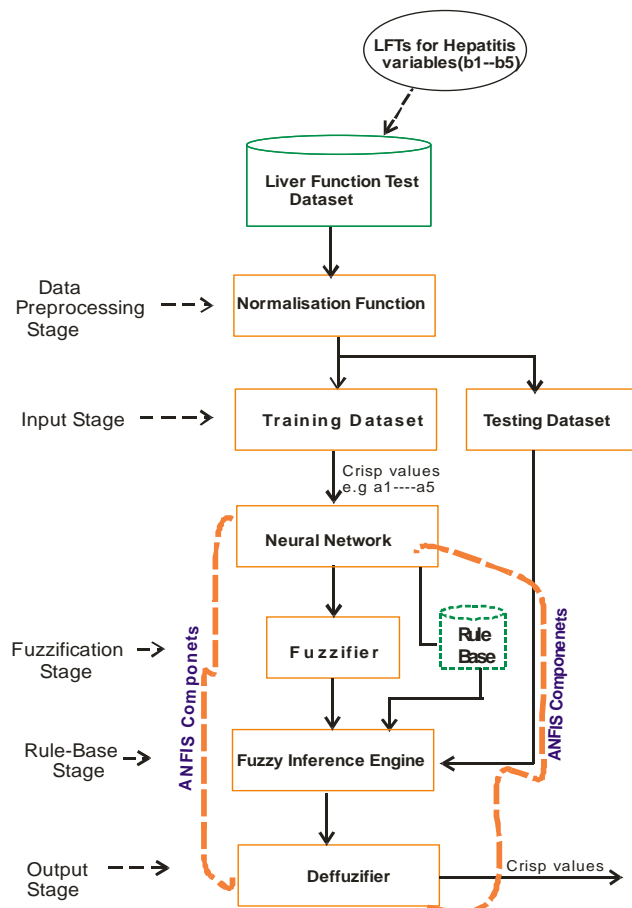 LFTs for Hepatitis
variables(b1--b5)
Liver Function Test
Dataset
Data
Preprocessing
Stage
Normalisation Function
Input Stage
Training Dataset
Testing Dataset
Crisp values
e.g a1----a5
Neural Network
ANFIS Componets
Fuzzification
Stage
Fuzzifier
Rule
Base
ANFIS Componenets
Rule-Base
Stage
Fuzzy Inference Engine
Output
Stage
Deffuzifier
Crisp values